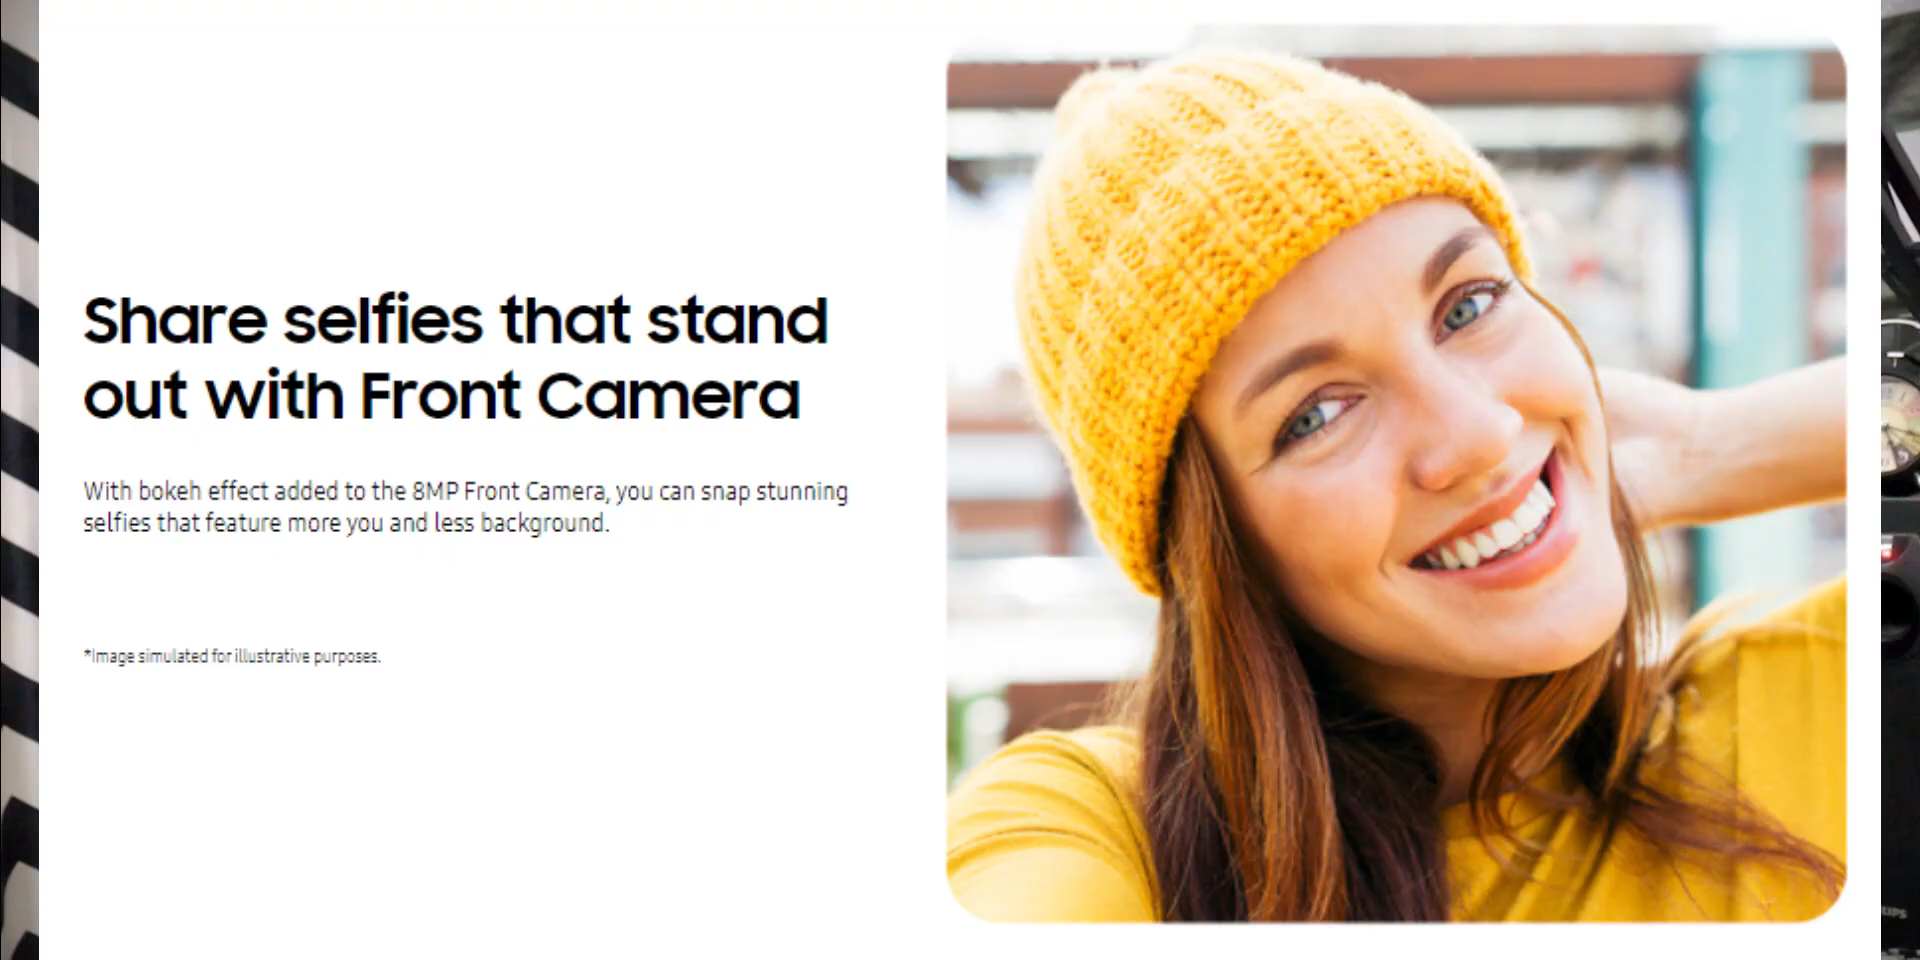 Share selfies that stand
out with Front Camera
With bokeh effect added to the 8MP Front Camera, you can snap stunning
selfies that feature more you and less background.
*Image simulated for illustrative purposes.